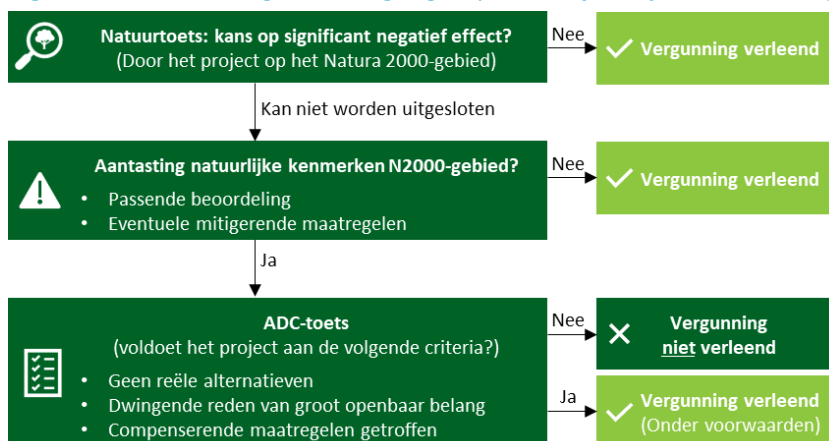 Natuurtoets: kans op significant negatief effect?
(Door het project op het Natura 2000-gebied)
Nee
Vergunning verleend
Kan niet worden uitgesloten
Aantasting natuurlijke kenmerken N2000-gebied?
• Passende beoordeling
• Eventuele mitigerende maatregelen
Nee
Vergunning verleend
Ja
ADC-toets
(voldoet het project aan de volgende criteria?)
• Geen reële alternatieven
• Dwingende reden van groot openbaar belang
• Compenserende maatregelen getroffen
Nee
Vergunning
niet verleend
Ja
Vergunning verleend
(Onder voorwaarden)